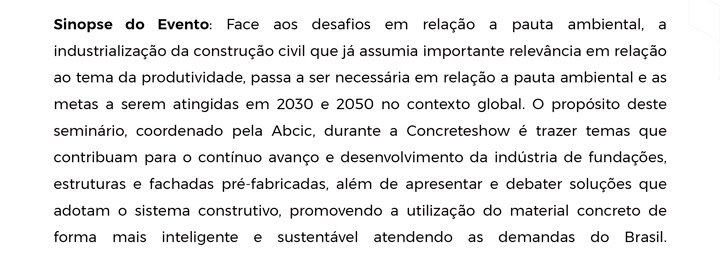 Sinopse do Evento: Face aos desafios em relação a pauta ambiental, a
industrialização da construção civil que já assumia importante relevância em relação
ao tema da produtividade, passa a ser necessária em relação a pauta ambiental e as
metas a serem atingidas em 2030 e 2050 no contexto global. O propósito deste
seminário, coordenado pela Abcic, durante a Concreteshow é trazer temas que
contribuam para o contínuo avanço e desenvolvimento da indústria de fundações,
estruturas e fachadas pré-fabricadas, além de apresentar e debater soluções que
adotam o sistema construtivo, promovendo a utilização do material concreto de
forma mais inteligente e sustentável atendendo as demandas do Brasil.